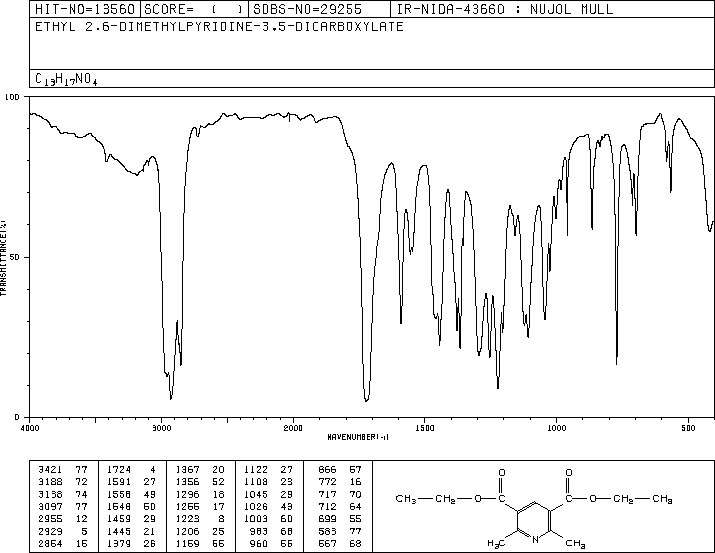 HIT-NO=13560 SCORE= ( ) SDBS-NO=29255 IR-NIDA-43660 : NUJOL MULL
ETHYL 2,6-DIMETHYLPYRIDINE-3,5-DICARBOXYLATE
C13H17NO4
100
TRANSMITTANCE(%)
50
0
4000 3000 2000 1500 1000 500
WAVENUMBER(-1)
3421 77 1724 4 1367 20 1122 27 866 57
3188 72 1591 27 1356 52 1108 23 772 16
3138 74 1558 49 1296 18 1045 29 717 70
3097 77 1548 50 1255 17 1026 43 712 64
2955 12 1459 29 1223 8 1003 60 699 55
2929 5 1445 21 1206 25 983 68 583 77
2854 15 1379 26 1159 55 960 55 567 68
O O
CH3 CH2 O O CH2 CH3
H3C N CH3